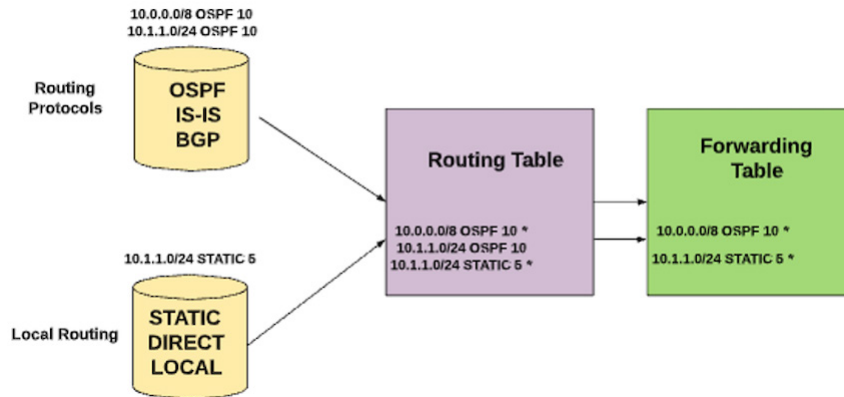 10.0.0.0/8 OSPF 10
10.1.1.0/24 OSPF 10
Routing
Protocols
OSPF
IS-IS
BGP
Routing Table
10.0.0.0/8 OSPF 10 *
10.1.1.0/24 OSPF 10
10.1.1.0/24 STATIC 5 *
Forwarding
Table
10.0.0.0/8 OSPF 10 *
10.1.1.0/24 STATIC 5 *
10.1.1.0/24 STATIC 5
Local Routing
STATIC
DIRECT
LOCAL